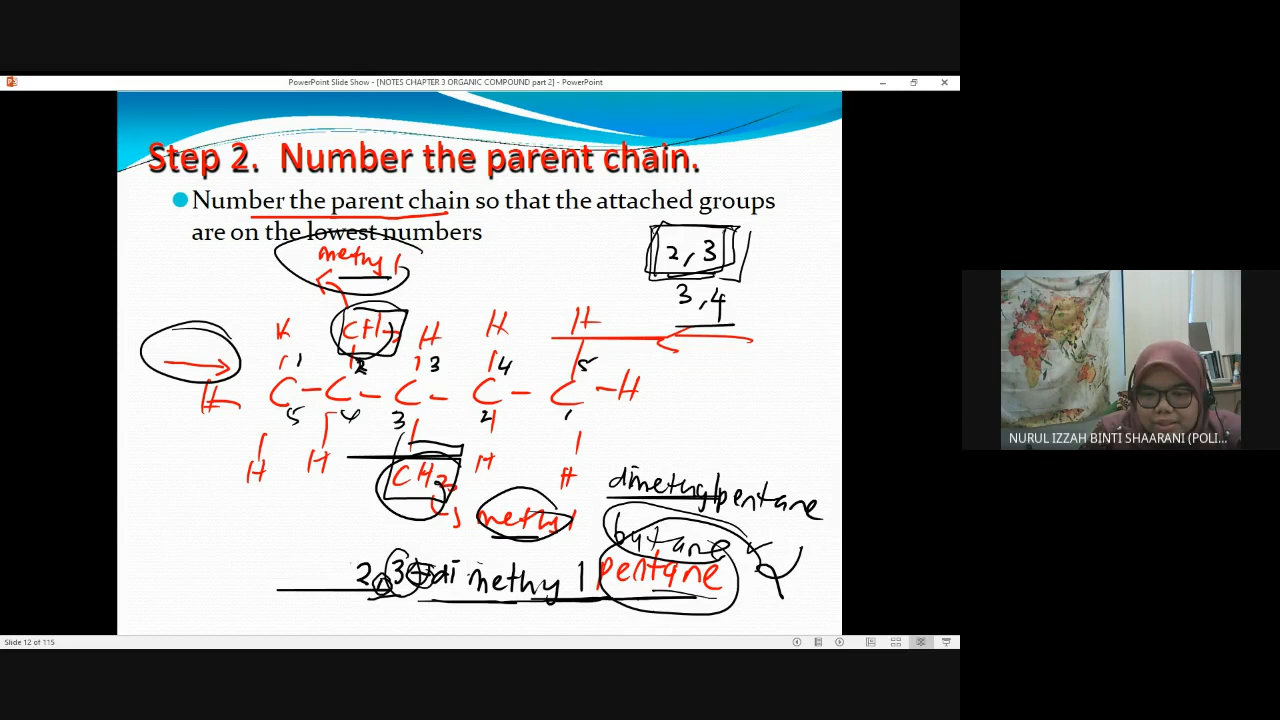 PowerPoint Slide Show - [NOTES CHAPTER 3 ORGANIC COMPOUND part 2] - PowerPoint
Step 2. Number the parent chain.
Number the parent chain so that the attached groups
are on the lowest numbers
methyl
2, 3
3, 4
H CH3 H H H
1 2 3 4 5
H C - C - C - C - C - H
5 4 3 2 1
H H CH3 H H
methyl
dimethylpentane
butane
2,3-dimethyl pentane
NURUL IZZAH BINTI SHAARANI (POLI...
Slide 12 of 115